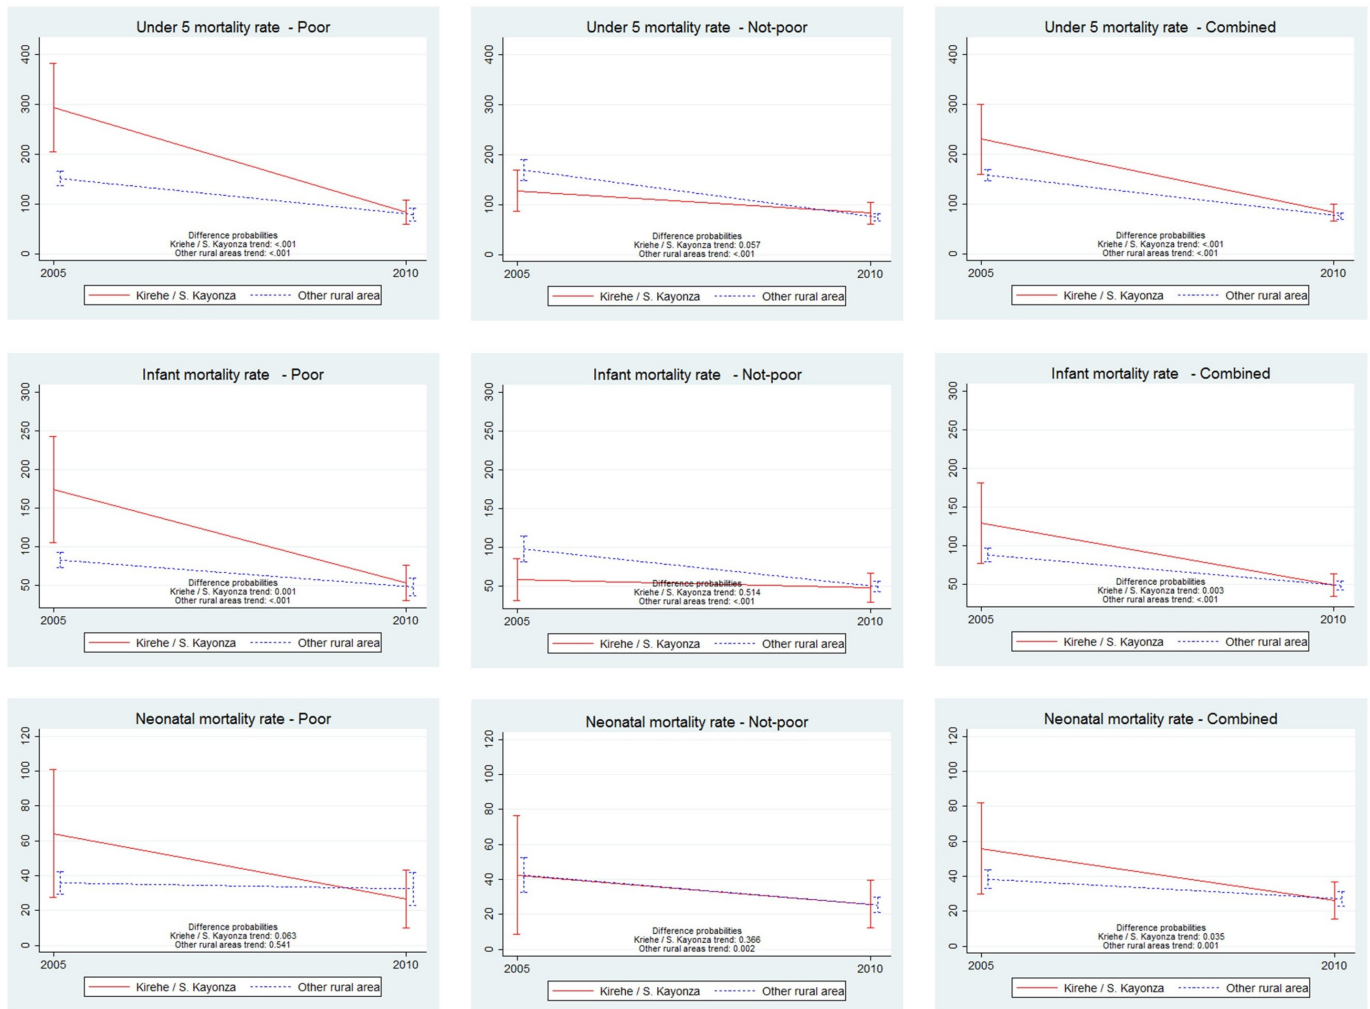 Under 5 mortality rate - Poor
400
300
200
100
0
Difference probabilities
Kriehe / S. Kayonza trend: <.001
Other rural areas trend: <.001
2005 2010
Kirehe / S. Kayonza Other rural area
Under 5 mortality rate - Not-poor
400
300
200
100
0
Difference probabilities
Kriehe / S. Kayonza trend: 0.057
Other rural areas trend: <.001
2005 2010
Kirehe / S. Kayonza Other rural area
Under 5 mortality rate - Combined
400
300
200
100
0
Difference probabilities
Kriehe / S. Kayonza trend: <.001
Other rural areas trend: <.001
2005 2010
Kirehe / S. Kayonza Other rural area
Infant mortality rate - Poor
300
250
200
150
100
50
Difference probabilities
Kriehe / S. Kayonza trend: 0.001
Other rural areas trend: <.001
2005 2010
Kirehe / S. Kayonza Other rural area
Infant mortality rate - Not-poor
300
250
200
150
100
50
Difference probabilities
Kriehe / S. Kayonza trend: 0.514
Other rural areas trend: <.001
2005 2010
Kirehe / S. Kayonza Other rural area
Infant mortality rate - Combined
300
250
200
150
100
50
Difference probabilities
Kriehe / S. Kayonza trend: 0.003
Other rural areas trend: <.001
2005 2010
Kirehe / S. Kayonza Other rural area
Neonatal mortality rate - Poor
120
100
80
60
40
20
0
Difference probabilities
Kriehe / S. Kayonza trend: 0.063
Other rural areas trend: 0.541
2005 2010
Kirehe / S. Kayonza Other rural area
Neonatal mortality rate - Not-poor
120
100
80
60
40
20
0
Difference probabilities
Kriehe / S. Kayonza trend: 0.366
Other rural areas trend: 0.002
2005 2010
Kirehe / S. Kayonza Other rural area
Neonatal mortality rate - Combined
120
100
80
60
40
20
0
Difference probabilities
Kriehe / S. Kayonza trend: 0.035
Other rural areas trend: 0.001
2005 2010
Kirehe / S. Kayonza Other rural area